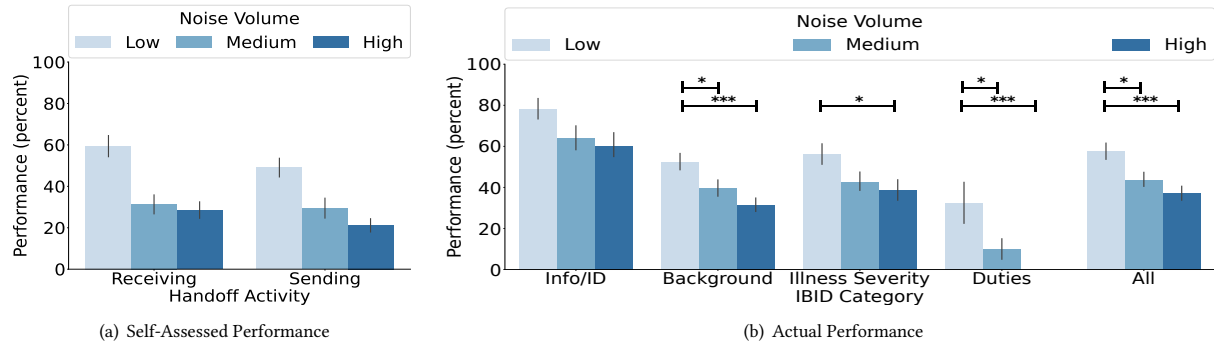 Noise Volume
Low Medium High
Performance (percent)
100
80
60
40
20
0
Receiving Sending
Handoff Activity
(a) Self-Assessed Performance
Noise Volume
Low Medium High
Performance (percent)
100
80
60
40
20
0
* * *
*** * *** ***
Info/ID Background Illness Severity Duties All
IBID Category
(b) Actual Performance